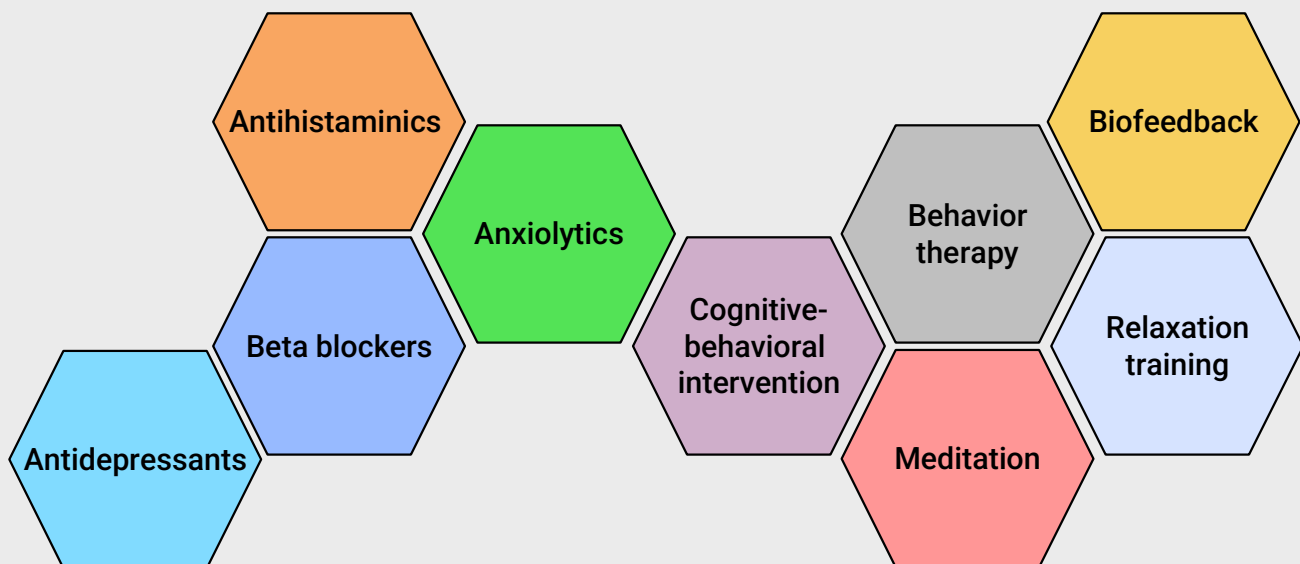 Antihistaminics
Biofeedback
Anxiolytics
Behavior
therapy
Beta blockers
Cognitive-
behavioral
intervention
Relaxation
training
Antidepressants
Meditation